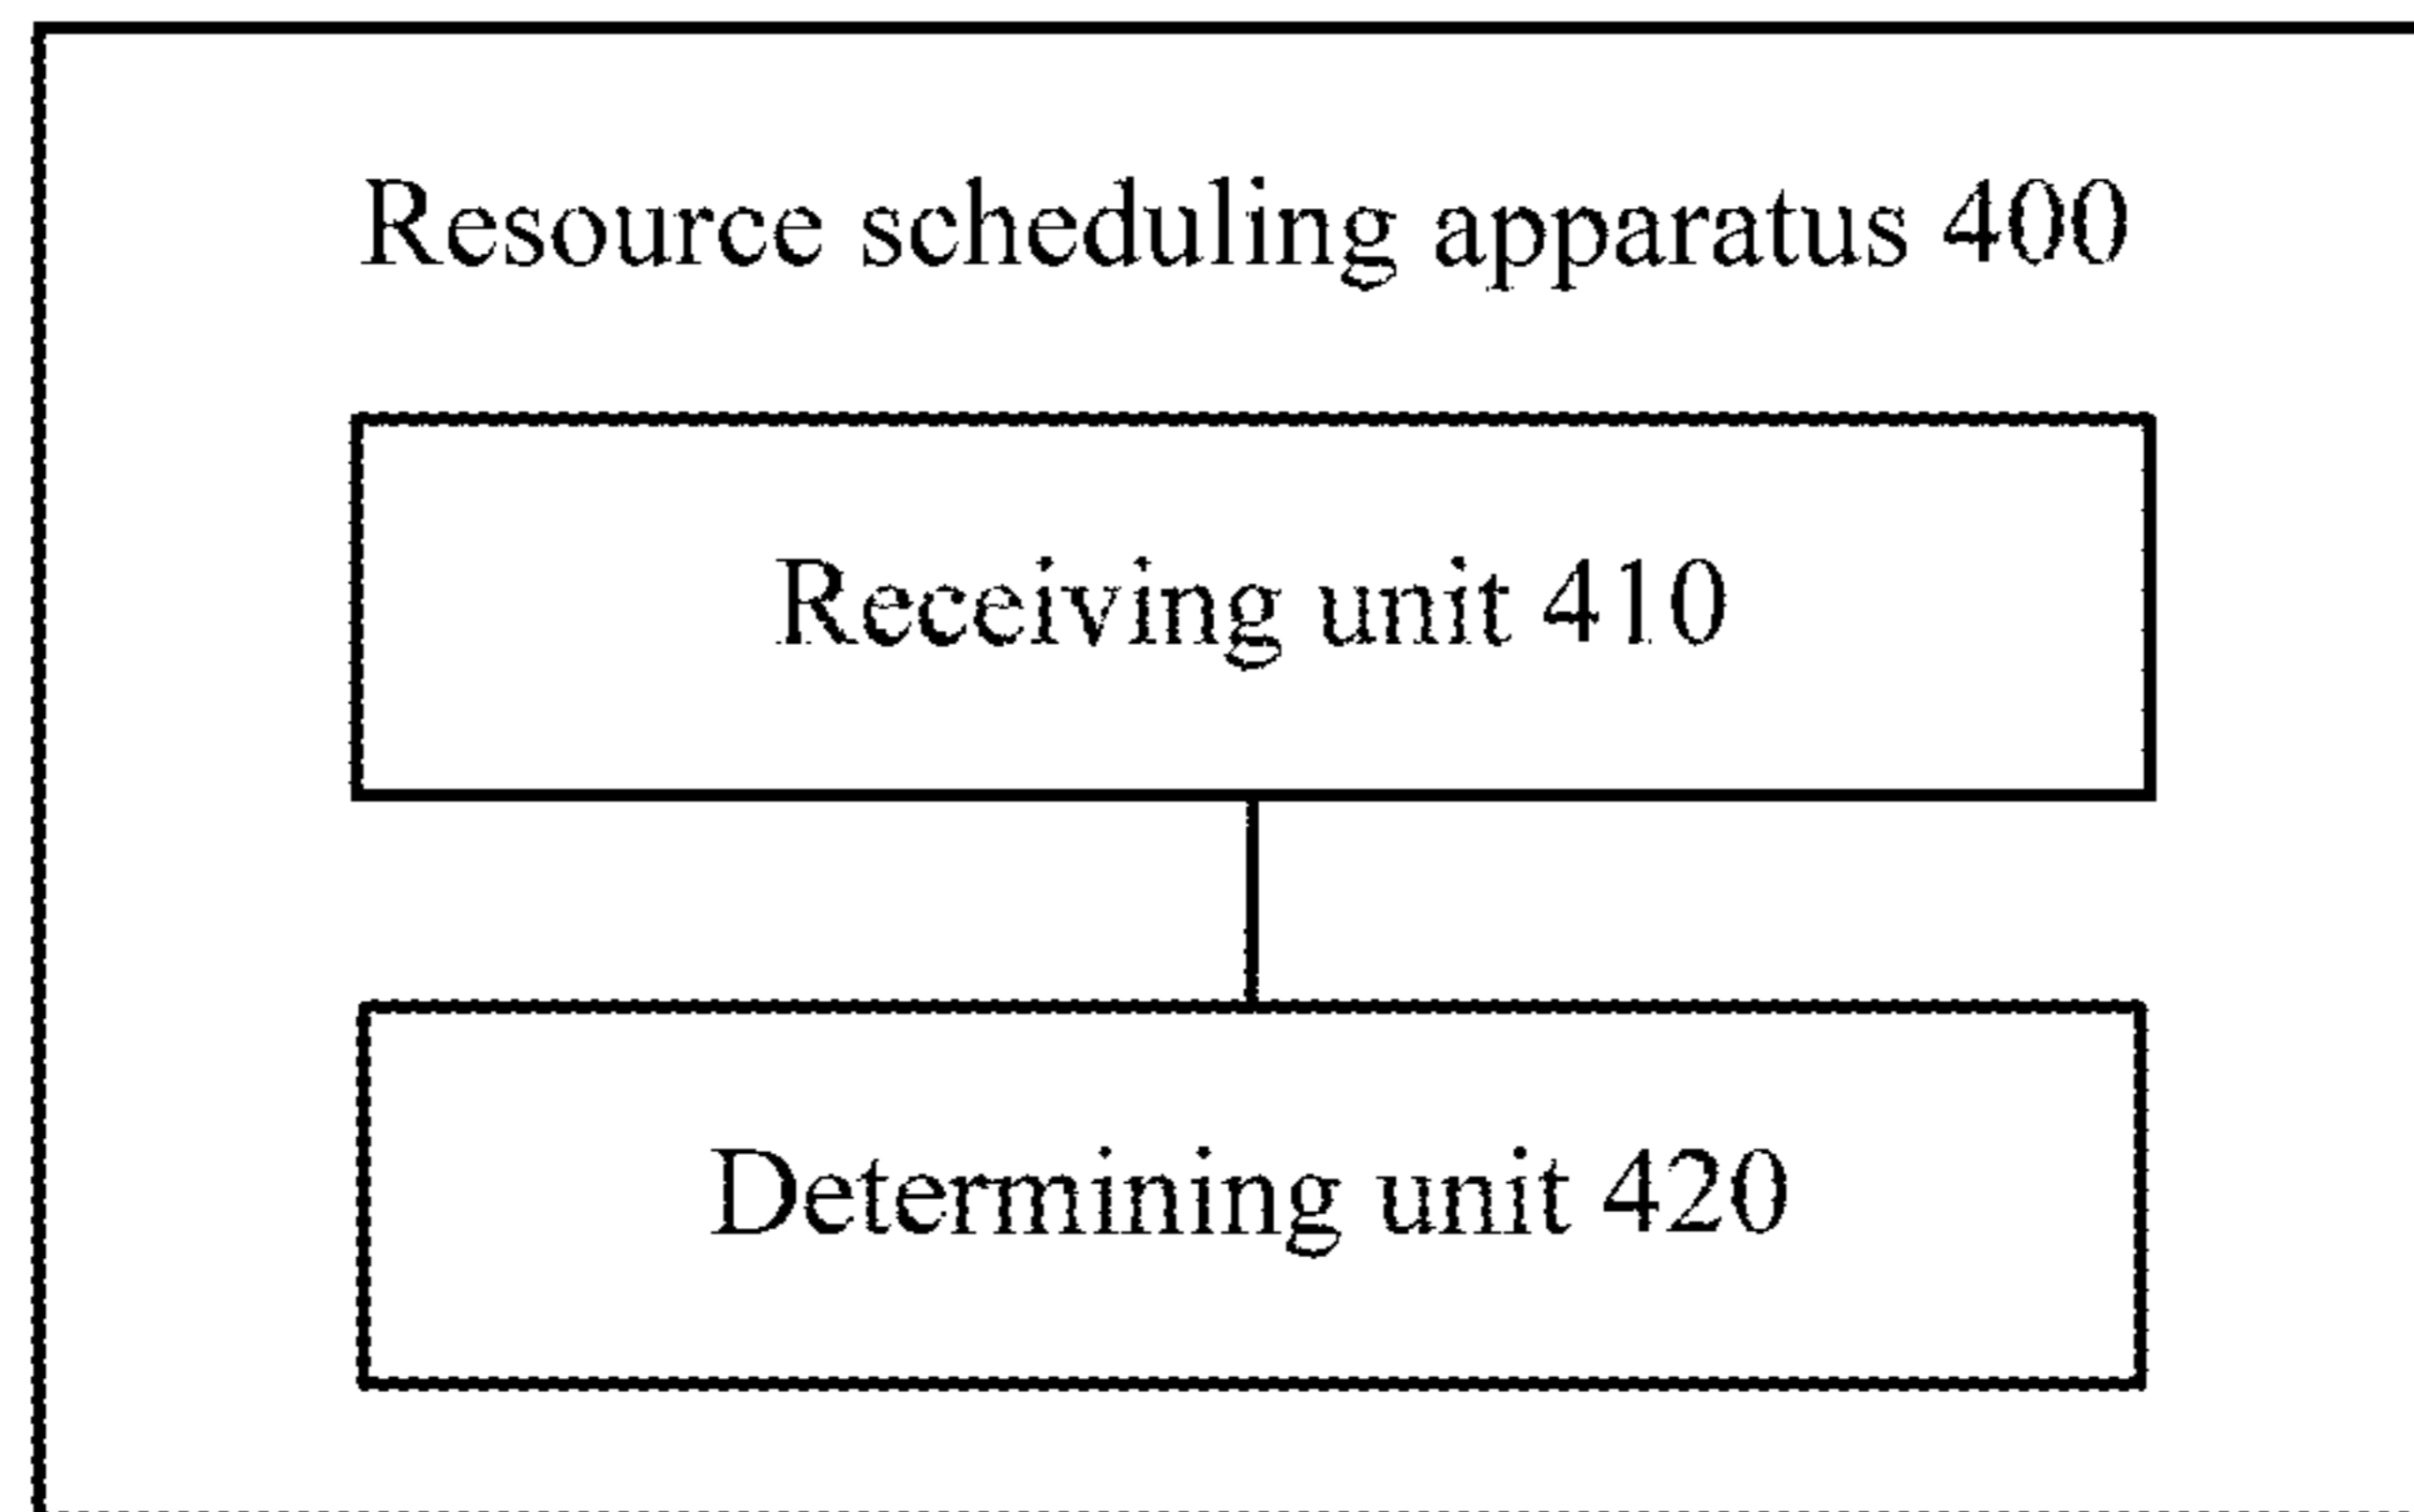 Resource scheduling apparatus 400
Receiving unit 410
Determining unit 420